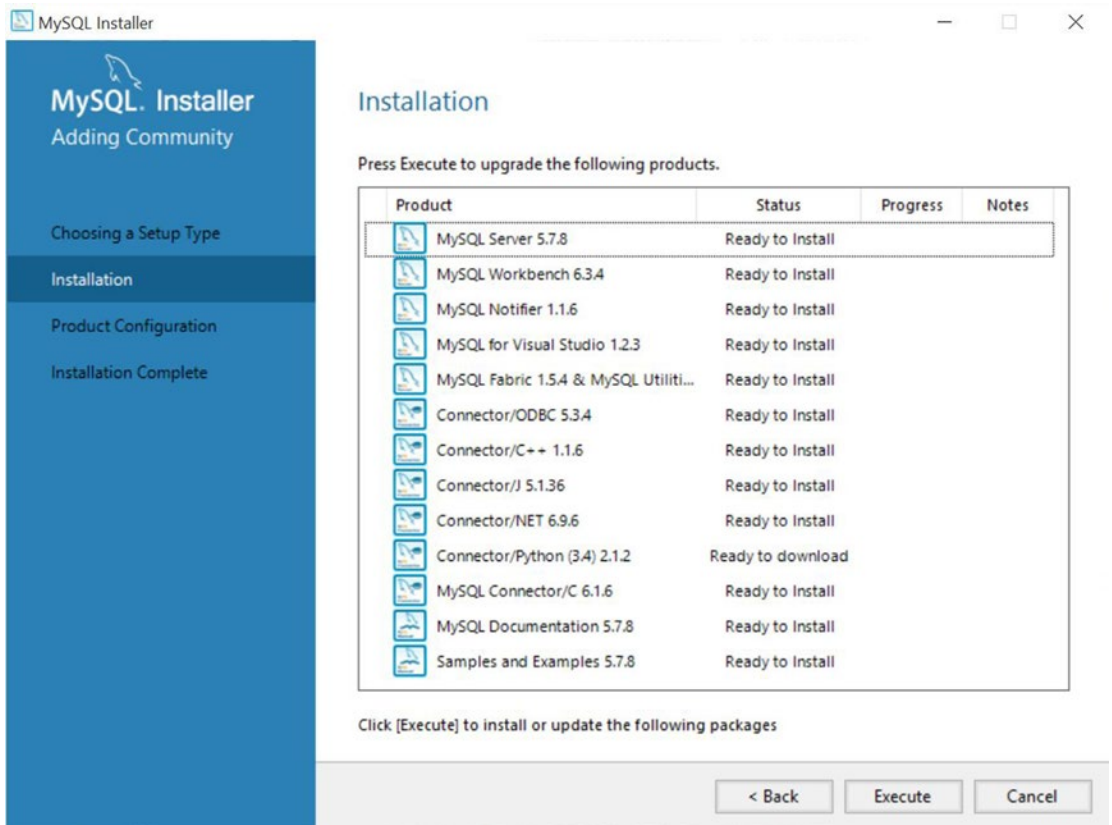 MySQL Installer
MySQL. Installer
Adding Community
Choosing a Setup Type
Installation
Product Configuration
Installation Complete
Installation
Press Execute to upgrade the following products.
Product Status Progress Notes
MySQL Server 5.7.8 Ready to Install
MySQL Workbench 6.3.4 Ready to Install
MySQL Notifier 1.1.6 Ready to Install
MySQL for Visual Studio 1.2.3 Ready to Install
MySQL Fabric 1.5.4 & MySQL Utiliti... Ready to Install
Connector/ODBC 5.3.4 Ready to Install
Connector/C++ 1.1.6 Ready to Install
Connector/J 5.1.36 Ready to Install
Connector/NET 6.9.6 Ready to Install
Connector/Python (3.4) 2.1.2 Ready to download
MySQL Connector/C 6.1.6 Ready to Install
MySQL Documentation 5.7.8 Ready to Install
Samples and Examples 5.7.8 Ready to Install
Click [Execute] to install or update the following packages
< Back Execute Cancel